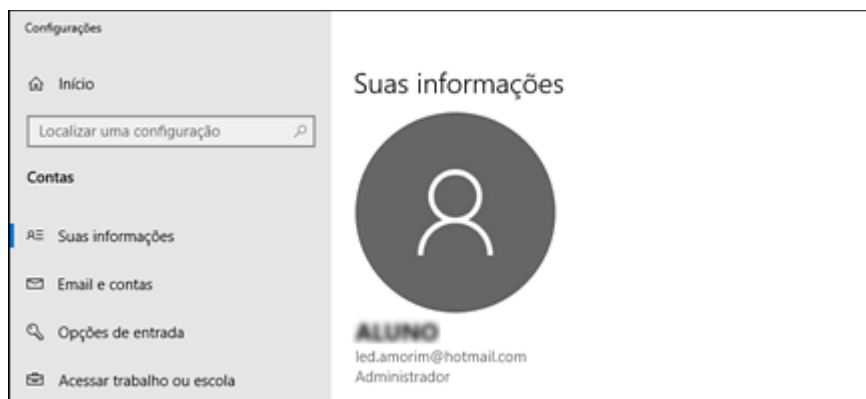 Configurações
Início
Localizar uma configuração
Contas
Suas informações
Email e contas
Opções de entrada
Acessar trabalho ou escola
Suas informações
ALUNO
led.amorim@hotmail.com
Administrador